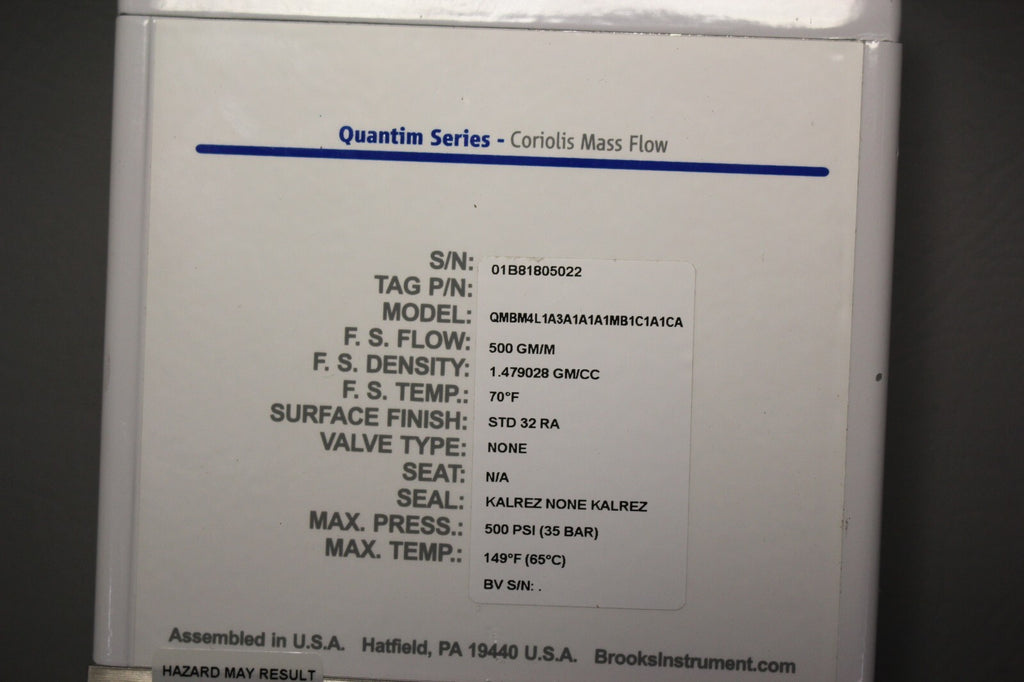 Quantim Series - Coriolis Mass Flow
S/N: 01B81805022
TAG P/N:
MODEL: QMBM4L1A3A1A1A1MB1C1A1CA
F. S. FLOW: 500 GM/M
F. S. DENSITY: 1.479028 GM/CC
F. S. TEMP.: 70°F
SURFACE FINISH: STD 32 RA
VALVE TYPE: NONE
SEAT: N/A
SEAL: KALREZ NONE KALREZ
MAX. PRESS.: 500 PSI (35 BAR)
MAX. TEMP.: 149°F (65°C)
BV S/N: .
Assembled in U.S.A. Hatfield, PA 19440 U.S.A. BrooksInstrument.com
HAZARD MAY RESULT